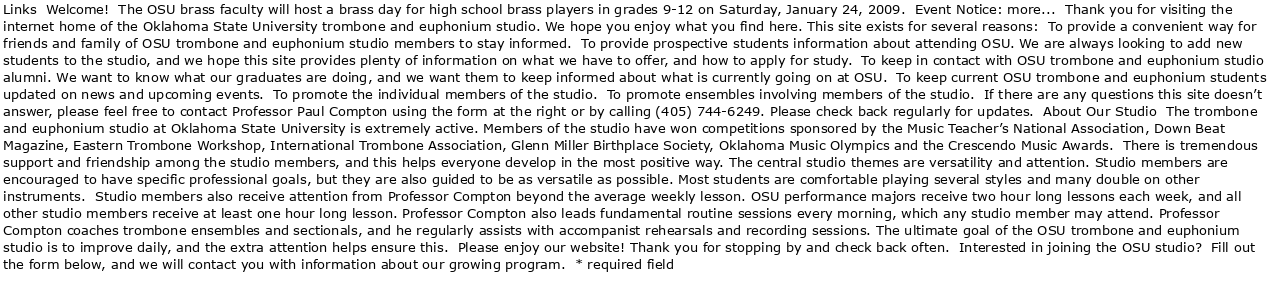 Links  Welcome!  The OSU brass faculty will host a brass day for high school brass players in grades 9-12 on Saturday, January 24, 2009.  Event Notice: more...  Thank you for visiting the
internet home of the Oklahoma State University trombone and euphonium studio. We hope you enjoy what you find here. This site exists for several reasons:  To provide a convenient way for
friends and family of OSU trombone and euphonium studio members to stay informed.  To provide prospective students information about attending OSU. We are always looking to add new
students to the studio, and we hope this site provides plenty of information on what we have to offer, and how to apply for study.  To keep in contact with OSU trombone and euphonium studio
alumni. We want to know what our graduates are doing, and we want them to keep informed about what is currently going on at OSU.  To keep current OSU trombone and euphonium students
updated on news and upcoming events.  To promote the individual members of the studio.  To promote ensembles involving members of the studio.  If there are any questions this site doesn't
answer, please feel free to contact Professor Paul Compton using the form at the right or by calling (405) 744-6249. Please check back regularly for updates.  About Our Studio  The trombone
and euphonium studio at Oklahoma State University is extremely active. Members of the studio have won competitions sponsored by the Music Teacher's National Association, Down Beat
Magazine, Eastern Trombone Workshop, International Trombone Association, Glenn Miller Birthplace Society, Oklahoma Music Olympics and the Crescendo Music Awards.  There is tremendous
support and friendship among the studio members, and this helps everyone develop in the most positive way. The central studio themes are versatility and attention. Studio members are
encouraged to have specific professional goals, but they are also guided to be as versatile as possible. Most students are comfortable playing several styles and many double on other
instruments.  Studio members also receive attention from Professor Compton beyond the average weekly lesson. OSU performance majors receive two hour long lessons each week, and all
other studio members receive at least one hour long lesson. Professor Compton also leads fundamental routine sessions every morning, which any studio member may attend. Professor
Compton coaches trombone ensembles and sectionals, and he regularly assists with accompanist rehearsals and recording sessions. The ultimate goal of the OSU trombone and euphonium
studio is to improve daily, and the extra attention helps ensure this.  Please enjoy our website! Thank you for stopping by and check back often.  Interested in joining the OSU studio?  Fill out
the form below, and we will contact you with information about our growing program.  * required field